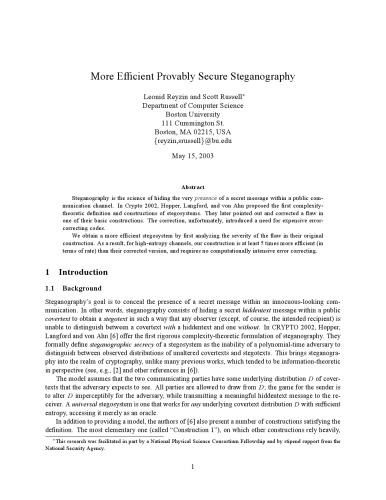 More Efficient Provably Secure Steganography
Leonid Reyzin and Scott Russell*
Department of Computer Science
Boston University
111 Cummington St.
Boston, MA 02215, USA
{reyzin,srussell}@bu.edu
May 15, 2003
Abstract
Steganography is the science of hiding the very presence of a secret message within a public com-
munication channel. In Crypto 2002, Hopper, Langford, and von Ahn proposed the first complexity-
theoretic definition and constructions of stegosystems. They later pointed out and corrected a flaw in
one of their basic constructions. The correction, unfortunately, introduced a need for expensive error-
correcting codes.
We obtain a more efficient stegosystem by first analyzing the severity of the flaw in their original
construction. As a result, for high-entropy channels, our construction is at least 5 times more efficient (in
terms of rate) than their corrected version, and requires no computationally intensive error correcting.
1 Introduction
1.1 Background
Steganography's goal is to conceal the presence of a secret message within an innocuous-looking com-
munication. In other words, steganography consists of hiding a secret hiddentext message within a public
covertext to obtain a stegotext in such a way that any observer (except, of course, the intended recipient) is
unable to distinguish between a covertext with a hiddentext and one without. In CRYPTO 2002, Hopper,
Langford and von Ahn [6] offer the first rigorous complexity-theoretic formulation of steganography. They
formally define steganographic secrecy of a stegosystem as the inability of a polynomial-time adversary to
distinguish between observed distributions of unaltered covertexts and stegotexts. This brings steganogra-
phy into the realm of cryptography, unlike many previous works, which tended to be information-theoretic
in perspective (see, e.g., [2] and other references in [6]).
The model assumes that the two communicating parties have some underlying distribution D of cover-
texts that the adversary expects to see. All parties are allowed to draw from D; the game for the sender is
to alter D imperceptibly for the adversary, while transmitting a meaningful hiddentext message to the re-
ceiver. A universal stegosystem is one that works for any underlying covertext distribution D with sufficient
entropy, accessing it merely as an oracle.
In addition to providing a model, the authors of [6] also present a number of constructions satisfying the
definition. The most elementary one (called "Construction 1"), on which other constructions rely heavily,
*This research was facilitated in part by a National Physical Science Consortium Fellowship and by stipend support from the
National Security Agency.
1